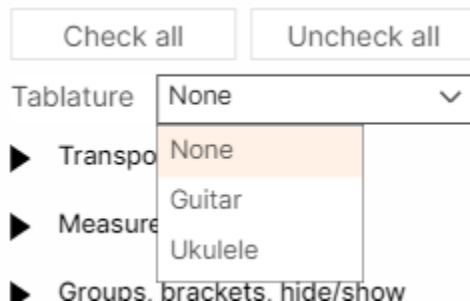 Check all Uncheck all
Tablature None
None
Transpo
Guitar
Measure
Ukulele
Groups, brackets, hide/show